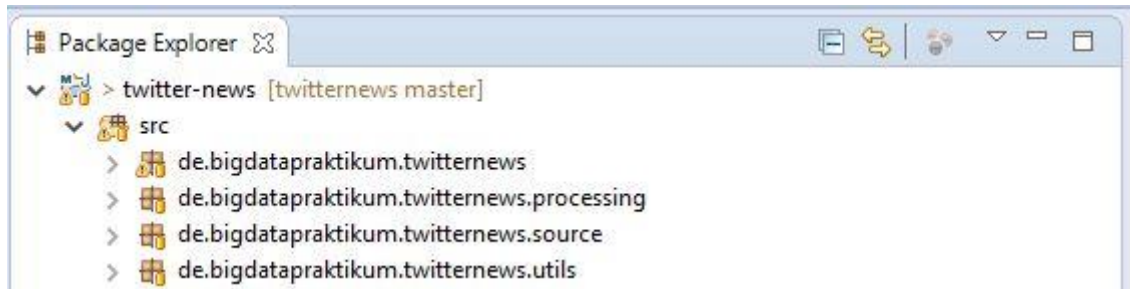 Package Explorer
> twitter-news [twitternews master]
src
de.bigdatapraktikum.twitternews
de.bigdatapraktikum.twitternews.processing
de.bigdatapraktikum.twitternews.source
de.bigdatapraktikum.twitternews.utils